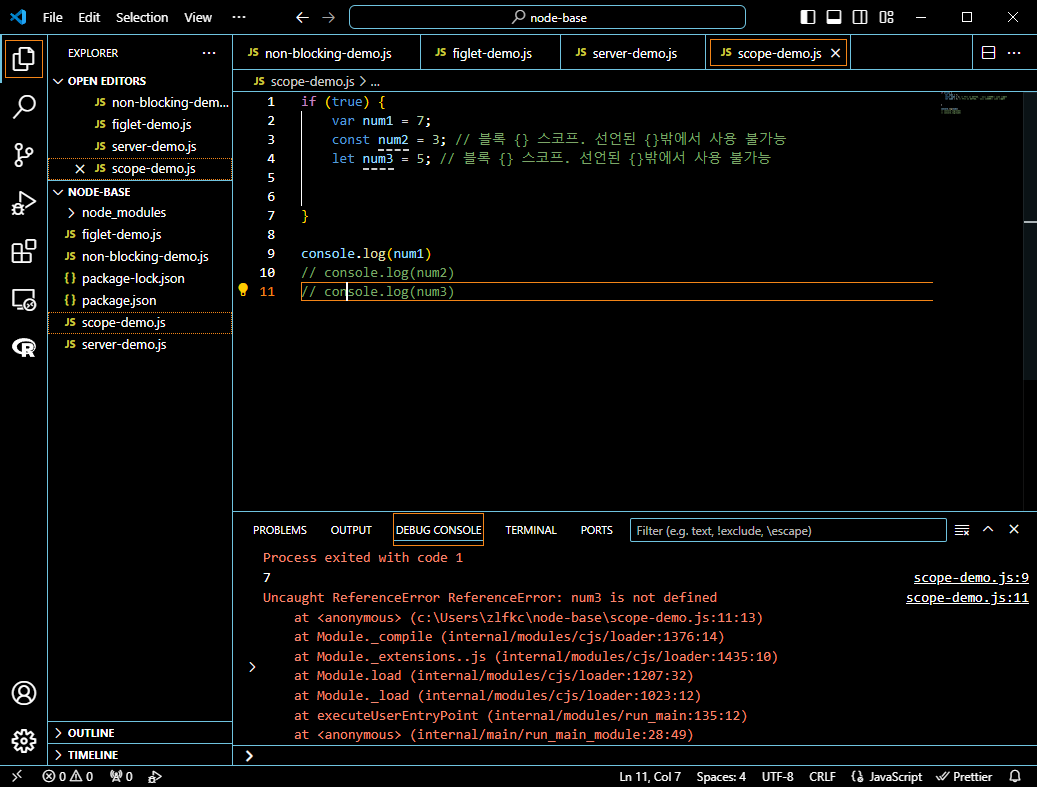 File Edit Selection View ··· node-base
EXPLORER ···
OPEN EDITORS
JS non-blocking-dem...
JS figlet-demo.js
JS server-demo.js
JS scope-demo.js
NODE-BASE
node_modules
JS figlet-demo.js
JS non-blocking-demo.js
{} package-lock.json
{} package.json
JS scope-demo.js
JS server-demo.js
OUTLINE
TIMELINE
JS non-blocking-demo.js JS figlet-demo.js JS server-demo.js JS scope-demo.js ···
JS scope-demo.js > ...
1 if (true) {
2 var num1 = 7;
3 const num2 = 3; // 블록 {} 스코프. 선언된 {}밖에서 사용 불가능
4 let num3 = 5; // 블록 {} 스코프. 선언된 {}밖에서 사용 불가능
5
6
7 }
8
9 console.log(num1)
10 // console.log(num2)
11 // console.log(num3)
PROBLEMS OUTPUT DEBUG CONSOLE TERMINAL PORTS Filter (e.g. text, !exclude, \escape)
Process exited with code 1
7 scope-demo.js:9
Uncaught ReferenceError ReferenceError: num3 is not defined scope-demo.js:11
at <anonymous> (c:\Users\zlfkc\node-base\scope-demo.js:11:13)
at Module._compile (internal/modules/cjs/loader:1376:14)
at Module._extensions..js (internal/modules/cjs/loader:1435:10)
at Module.load (internal/modules/cjs/loader:1207:32)
at Module._load (internal/modules/cjs/loader:1023:12)
at executeUserEntryPoint (internal/modules/run_main:135:12)
at <anonymous> (internal/main/run_main_module:28:49)
0 0 0 Ln 11, Col 7 Spaces: 4 UTF-8 CRLF {} JavaScript Prettier